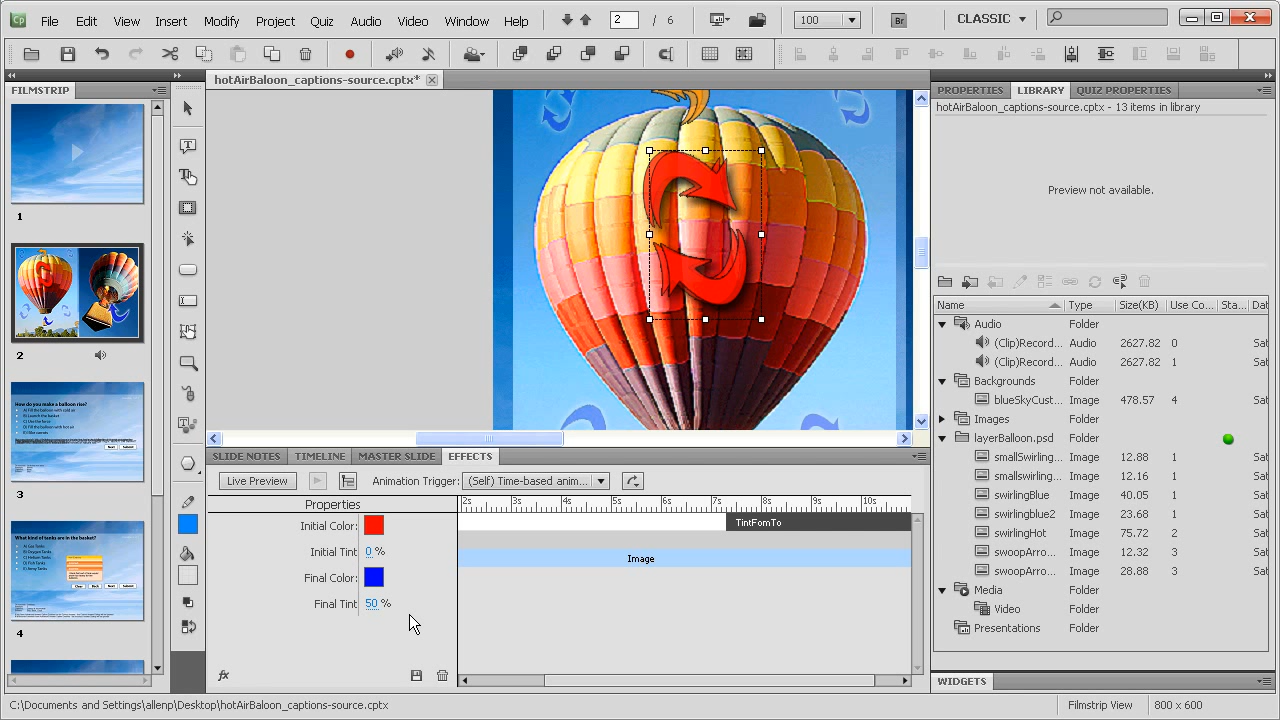 Cp File Edit View Insert Modify Project Quiz Audio Video Window Help 2 / 6 100 Br CLASSIC
FILMSTRIP
hotAirBaloon_captions-source.cptx*
PROPERTIES LIBRARY QUIZ PROPERTIES
hotAirBaloon_captions-source.cptx - 13 items in library
Preview not available.
1
2
How do you make a balloon rise?
3
What kind of tanks are in the basket?
4
Name Type Size(KB) Use Co... Sta... Dat
Audio Folder
(Clip)Record... Audio 2627.82 0 Sat
(Clip)Record... Audio 2627.82 1 Sat
Backgrounds Folder
blueSkyCust... Image 478.57 4 Sat
Images Folder
layerBalloon.psd Folder
smallSwirling... Image 12.88 1 Sat
smallswirling... Image 12.16 1 Sat
swirlingBlue Image 40.05 1 Sat
swirlingblue2 Image 23.68 1 Sat
swirlingHot Image 75.72 2 Sat
swoopArro... Image 12.32 1 Sat
swoopArro... Image 28.88 3 Sat
Media Folder
Video Folder
Presentations Folder
WIDGETS
SLIDE NOTES TIMELINE MASTER SLIDE EFFECTS
Live Preview Animation Trigger: (Self) Time-based anim...
Properties
2s 3s 4s 5s 6s 7s 8s 9s 10s
Initial Color:
TintFomTo
Initial Tint 0 %
Image
Final Color:
Final Tint 50 %
fx
C:\Documents and Settings\allenp\Desktop\hotAirBaloon_captions-source.cptx
Filmstrip View 800 x 600